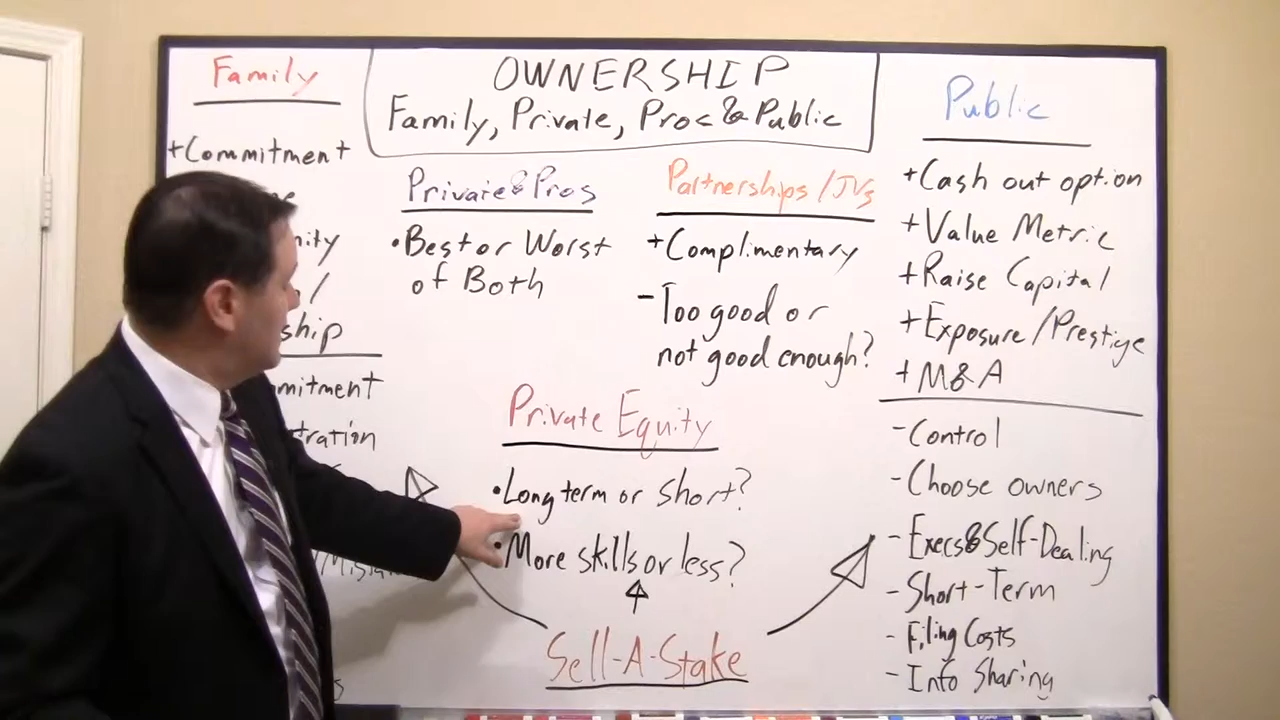 OWNERSHIP
Family, Private, Pros & Public
Family
+Commitment
Private & Pros
•Best or Worst
of Both
Partnerships/JVs
+Complimentary
-Too good or
not good enough?
Private Equity
•Long term or short?
•More skills or less?
Sell-A-Stake
Public
+Cash out option
+Value Metric
+Raise Capital
+Exposure/Prestige
+M&A
-Control
-Choose owners
-Execs&Self-Dealing
-Short-Term
-Filing Costs
-Info Sharing